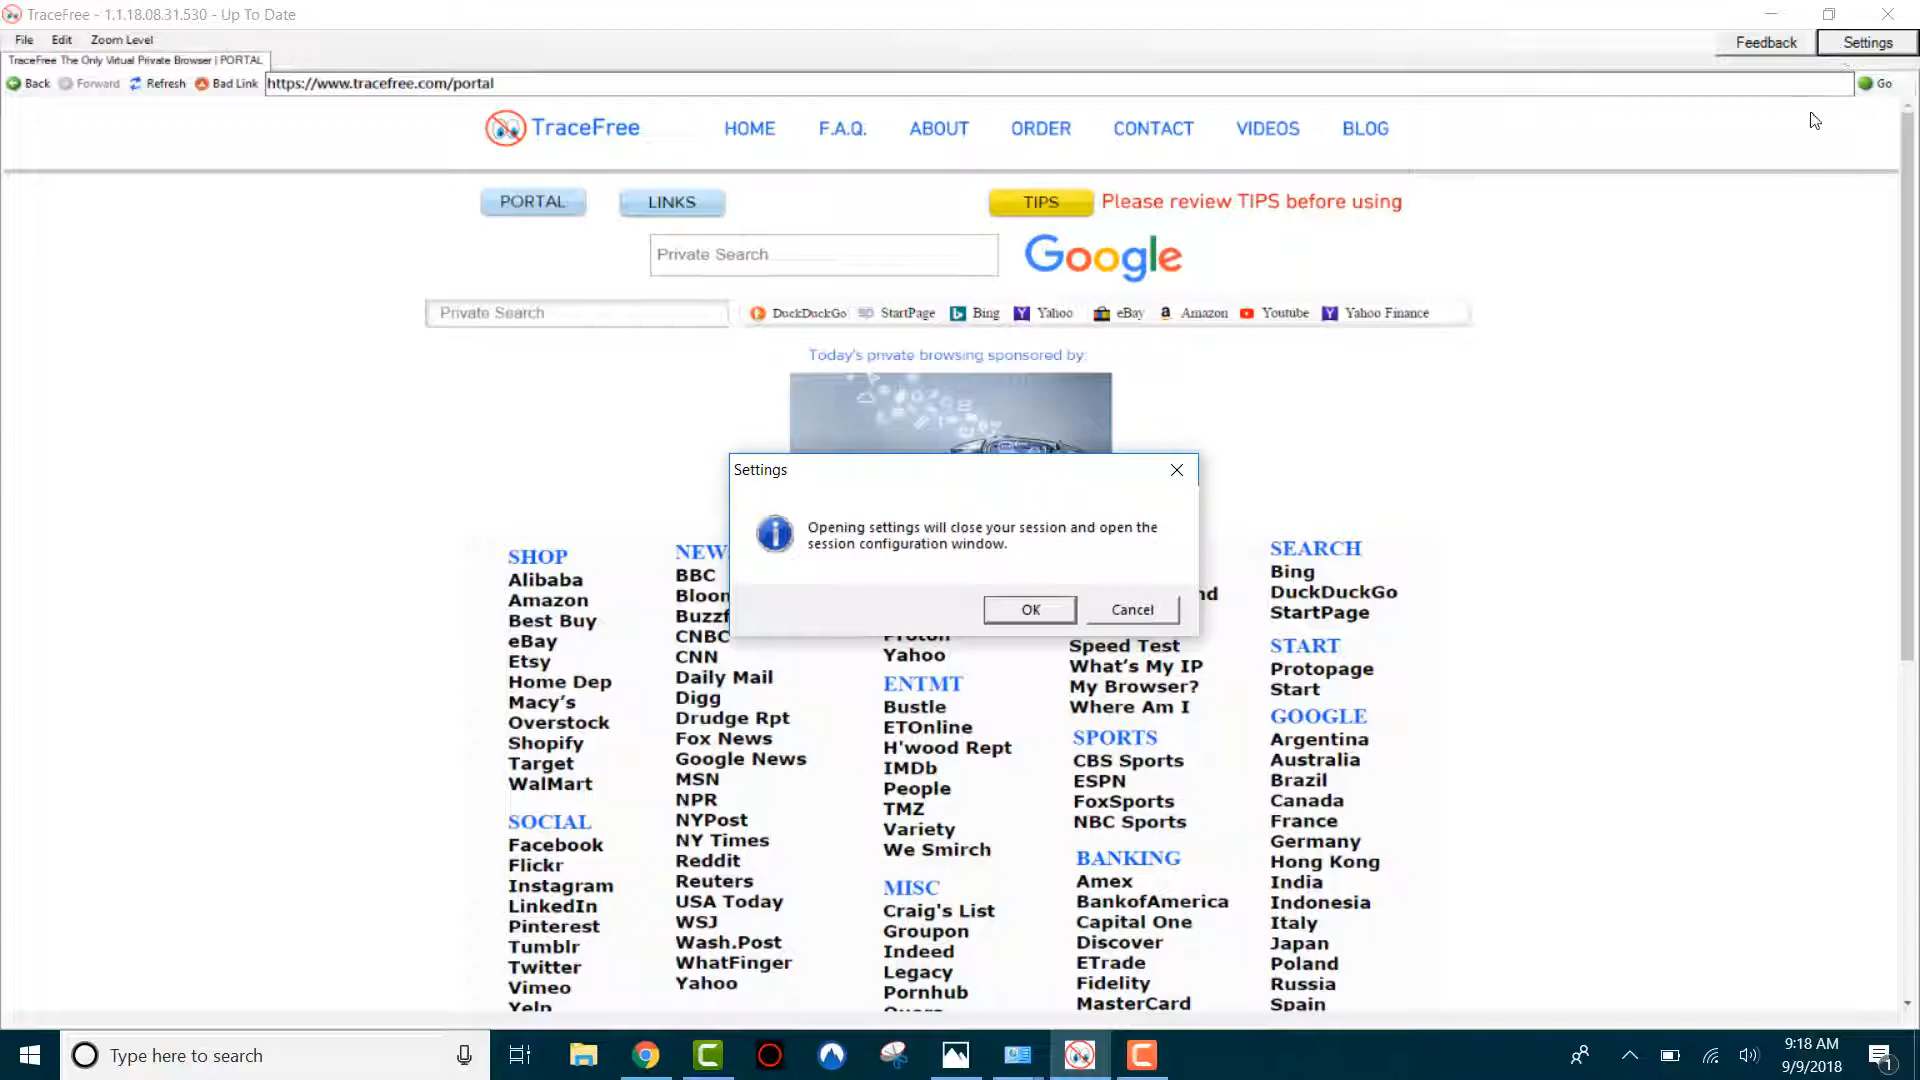 TraceFree - 1.1.18.08.31.530 - Up To Date
File Edit Zoom Level
Feedback Settings
TraceFree The Only Virtual Private Browser | PORTAL
Back Forward Refresh Bad Link https://www.tracefree.com/portal Go
TraceFree HOME F.A.Q. ABOUT ORDER CONTACT VIDEOS BLOG
PORTAL LINKS TIPS Please review TIPS before using
Private Search Google
Private Search DuckDuckGo StartPage Bing Yahoo eBay Amazon Youtube Yahoo Finance
Today's private browsing sponsored by:
Settings
Opening settings will close your session and open the
session configuration window.
OK Cancel
SHOP
Alibaba
Amazon
Best Buy
eBay
Etsy
Home Dep
Macy's
Overstock
Shopify
Target
WalMart
SOCIAL
Facebook
Flickr
Instagram
LinkedIn
Pinterest
Tumblr
Twitter
Vimeo
Yelp
NEW
BBC
Bloon
Buzzf
CNBC
CNN
Daily Mail
Digg
Drudge Rpt
Fox News
Google News
MSN
NPR
NYPost
NY Times
Reddit
Reuters
USA Today
WSJ
Wash.Post
WhatFinger
Yahoo
Proton
Yahoo
ENTMT
Bustle
ETOnline
H'wood Rept
IMDb
People
TMZ
Variety
We Smirch
MISC
Craig's List
Groupon
Indeed
Legacy
Pornhub
nd
Speed Test
What's My IP
My Browser?
Where Am I
SPORTS
CBS Sports
ESPN
FoxSports
NBC Sports
BANKING
Amex
BankofAmerica
Capital One
Discover
ETrade
Fidelity
MasterCard
SEARCH
Bing
DuckDuckGo
StartPage
START
Protopage
Start
GOOGLE
Argentina
Australia
Brazil
Canada
France
Germany
Hong Kong
India
Indonesia
Italy
Japan
Poland
Russia
Spain
Type here to search
9:18 AM
9/9/2018
1